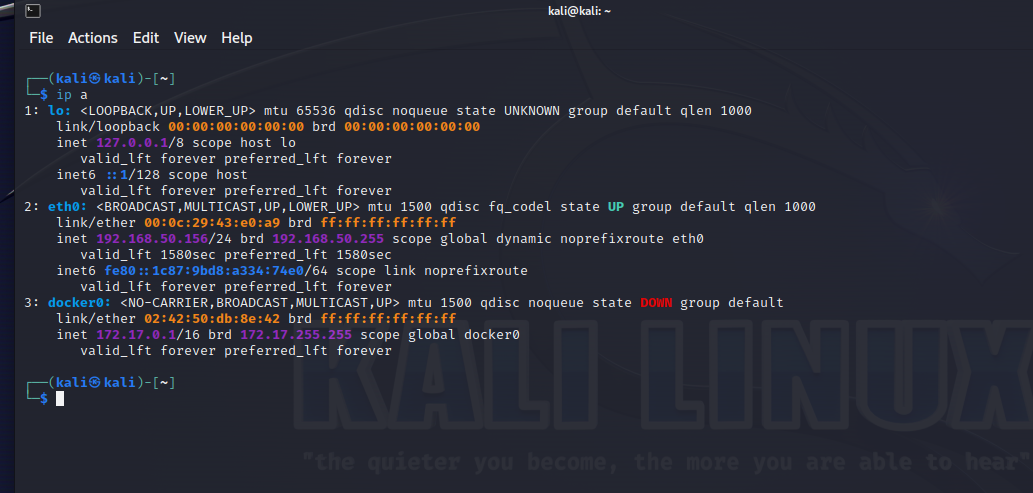 kali@kali: ~
File Actions Edit View Help
┌──(kali㉿kali)-[~]
└─$ ip a
1: lo: <LOOPBACK,UP,LOWER_UP> mtu 65536 qdisc noqueue state UNKNOWN group default qlen 1000
    link/loopback 00:00:00:00:00:00 brd 00:00:00:00:00:00
    inet 127.0.0.1/8 scope host lo
       valid_lft forever preferred_lft forever
    inet6 ::1/128 scope host
       valid_lft forever preferred_lft forever
2: eth0: <BROADCAST,MULTICAST,UP,LOWER_UP> mtu 1500 qdisc fq_codel state UP group default qlen 1000
    link/ether 00:0c:29:43:e0:a9 brd ff:ff:ff:ff:ff:ff
    inet 192.168.50.156/24 brd 192.168.50.255 scope global dynamic noprefixroute eth0
       valid_lft 1580sec preferred_lft 1580sec
    inet6 fe80::1c87:9bd8:a334:74e0/64 scope link noprefixroute
       valid_lft forever preferred_lft forever
3: docker0: <NO-CARRIER,BROADCAST,MULTICAST,UP> mtu 1500 qdisc noqueue state DOWN group default
    link/ether 02:42:50:db:8e:42 brd ff:ff:ff:ff:ff:ff
    inet 172.17.0.1/16 brd 172.17.255.255 scope global docker0
       valid_lft forever preferred_lft forever
┌──(kali㉿kali)-[~]
└─$
KALI LINUX
"the quieter you become, the more you are able to hear"